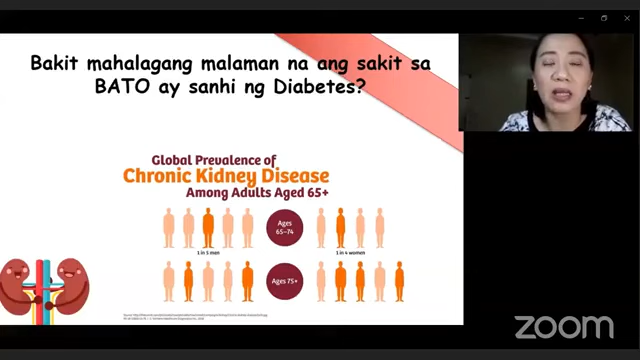 Bakit mahalagang malaman na ang sakit sa
BATO ay sanhi ng Diabetes?
Global Prevalence of
Chronic Kidney Disease
Among Adults Aged 65+
Ages
65-74
1 in 5 men
1 in 4 women
Ages 75+
zoom